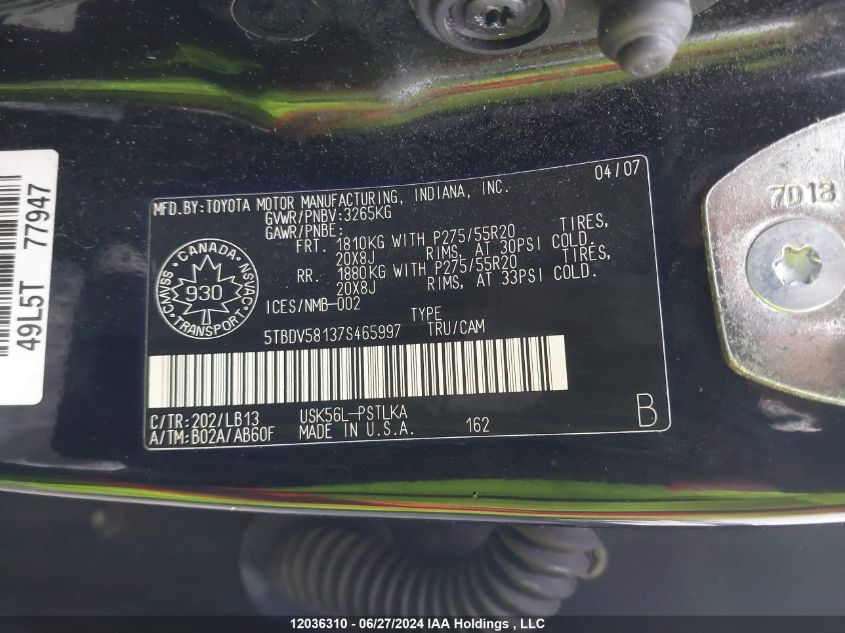 49L5T 77947
7D18
04/07
MFD.BY:TOYOTA MOTOR MANUFACTURING, INDIANA, INC.
GVWR/PNBV:3265KG
GAWR/PNBE:
FRT. 1810KG WITH P275/55R20 TIRES,
20X8J RIMS, AT 30PSI COLD.
RR. 1880KG WITH P275/55R20 TIRES,
20X8J RIMS, AT 33PSI COLD.
ICES/NMB-002
CANADA
CMVSS NSVAC
930
TRANSPORT
TYPE
5TBDV58137S465997 TRU/CAM
C/TR:202/LB13 USK56L-PSTLKA
A/TM:B02A/AB60F MADE IN U.S.A. 162
B
12036310 - 06/27/2024 IAA Holdings , LLC